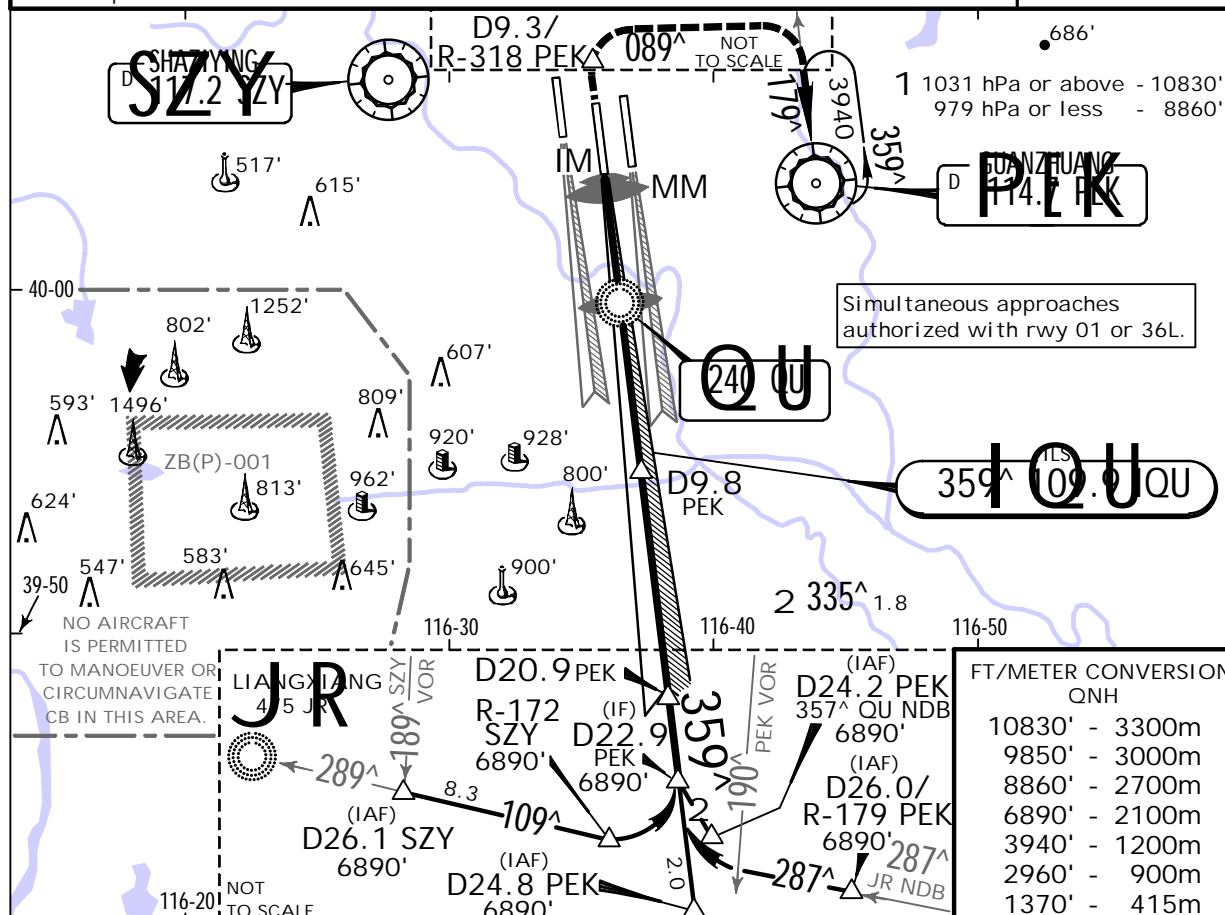 D9.3/
R-318 PEK
089^
NOT
TO SCALE
686'
SHAZIYING
D 117.2 SZY
SZY
179^
3940
359^
1 1031 hPa or above - 10830'
979 hPa or less - 8860'
517'
615'
IM
MM
GUANZHUANG
D 114.7 PEK
PEK
40-00
1252'
802'
607'
Simultaneous approaches
authorized with rwy 01 or 36L.
240 QU
QU
593'
1496'
809'
920'
928'
ZB(P)-001
962'
800'
D9.8
PEK
ILS
359^ 109.9 IQU
IQU
624'
813'
547'
583'
645'
900'
39-50
2 335^ 1.8
NO AIRCRAFT
IS PERMITTED
TO MANOEUVER OR
CIRCUMNAVIGATE
CB IN THIS AREA.
116-30
116-40
116-50
LIANGXIANG
475 JR
JR
189^ SZY
VOR
D20.9 PEK
R-172
SZY
6890'
(IF)
D22.9
PEK
6890'
359^
190^
PEK VOR
(IAF)
D24.2 PEK
357^ QU NDB
6890'
(IAF)
D26.0/
R-179 PEK
6890'
289^
8.3
109^
2
(IAF)
D26.1 SZY
6890'
(IAF)
D24.8 PEK
6890'
2.0
287^
287^
JR NDB
116-20
NOT
TO SCALE
FT/METER CONVERSION
QNH
10830' - 3300m
9850' - 3000m
8860' - 2700m
6890' - 2100m
3940' - 1200m
2960' - 900m
1370' - 415m